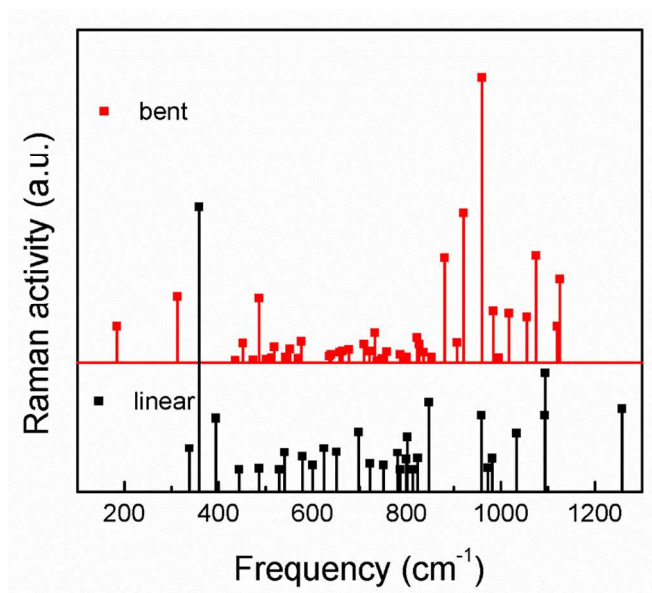 Raman activity (a.u.)
bent
linear
200 400 600 800 1000 1200
Frequency (cm⁻¹)